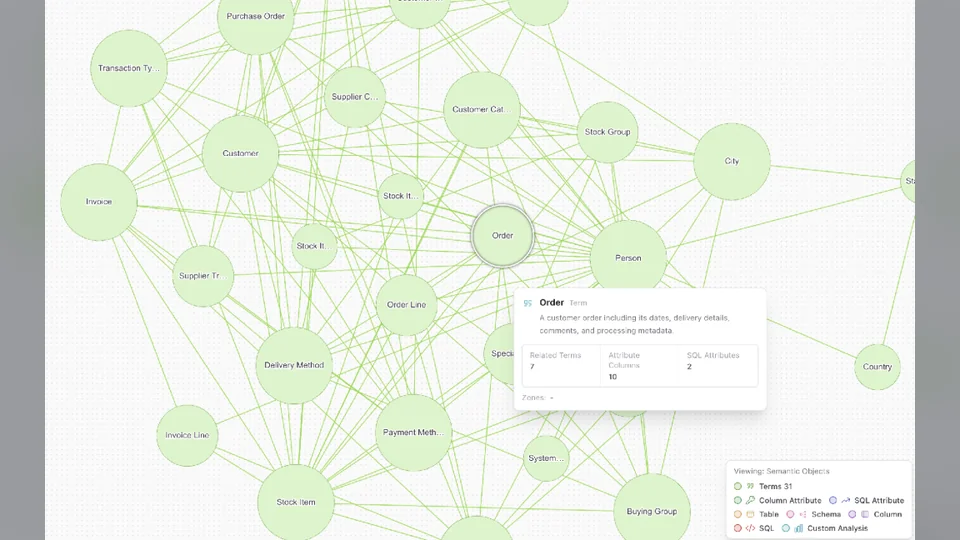 Purchase Order
Transaction Ty...
Supplier C...
Customer Cat...
Stock Group
Customer
City
Invoice
Stock It...
Order
Stock It..
Person
Supplier Tr..
Order Line
Order Term
A customer order including its dates, delivery details,
comments, and processing metadata.
Related Terms
7
Attribute
Columns
10
SQL Attributes
2
Zones: -
Delivery Method
Country
Payment Meth...
Invoice Line
System...
Stock Item
Buying Group
Viewing: Semantic Objects
Terms 31
Column Attribute SQL Attribute
Table Schema Column
SQL Custom Analysis